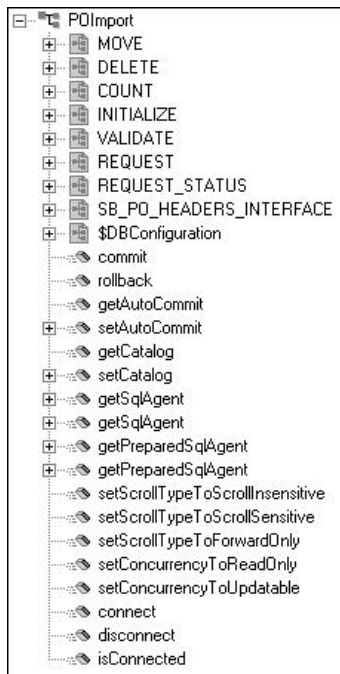 POImport
MOVE
DELETE
COUNT
INITIALIZE
VALIDATE
REQUEST
REQUEST_STATUS
SB_PO_HEADERS_INTERFACE
$DBConfiguration
commit
rollback
getAutoCommit
setAutoCommit
getCatalog
setCatalog
getSqlAgent
getSqlAgent
getPreparedSqlAgent
getPreparedSqlAgent
setScrollTypeToScrollInsensitive
setScrollTypeToScrollSensitive
setScrollTypeToForwardOnly
setConcurrencyToReadOnly
setConcurrencyToUpdatable
connect
disconnect
isConnected